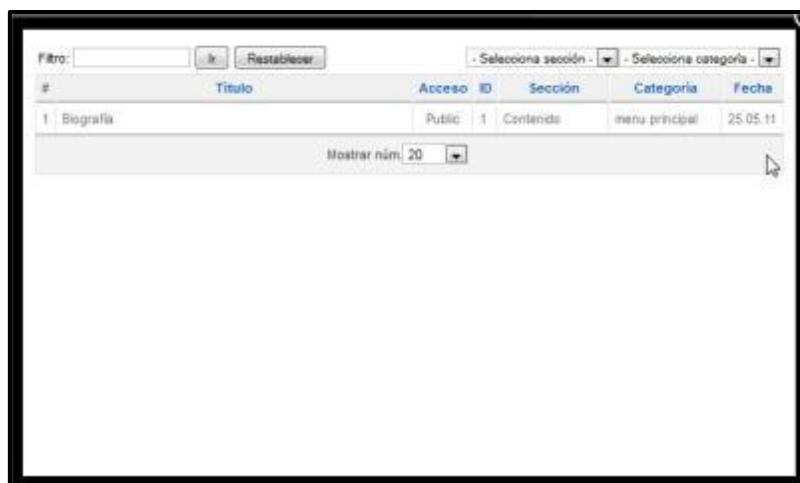 Filtro: Ir Restablecer - Selecciona sección - - Selecciona categoría -
# Título Acceso ID Sección Categoría Fecha
1 Biografía Public 1 Contenido menu principal 25.05.11
Mostrar núm. 20